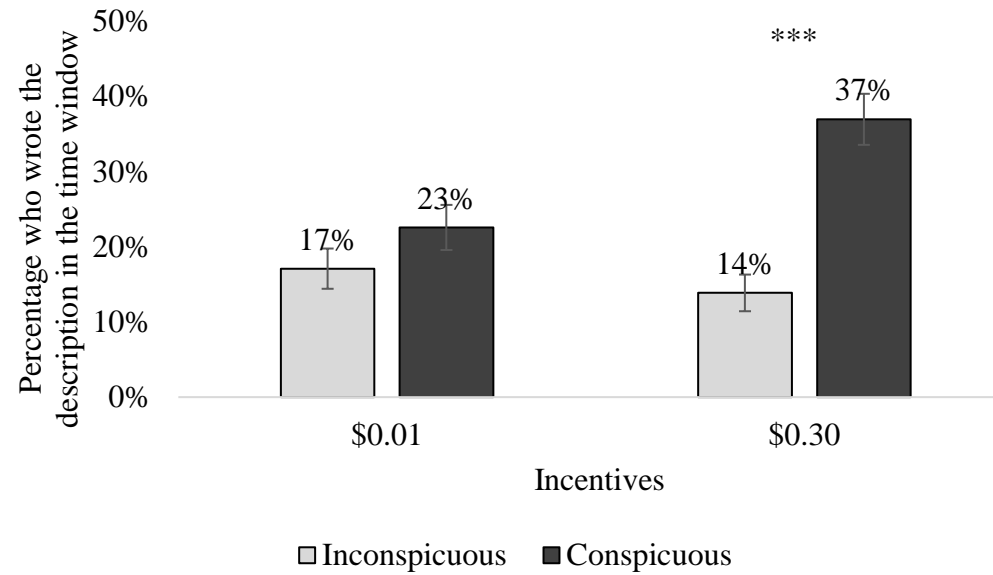 Percentage who wrote the
description in the time window
50%
40%
30%
20%
10%
0%
***
17%
23%
14%
37%
$0.01
$0.30
Incentives
Inconspicuous
Conspicuous